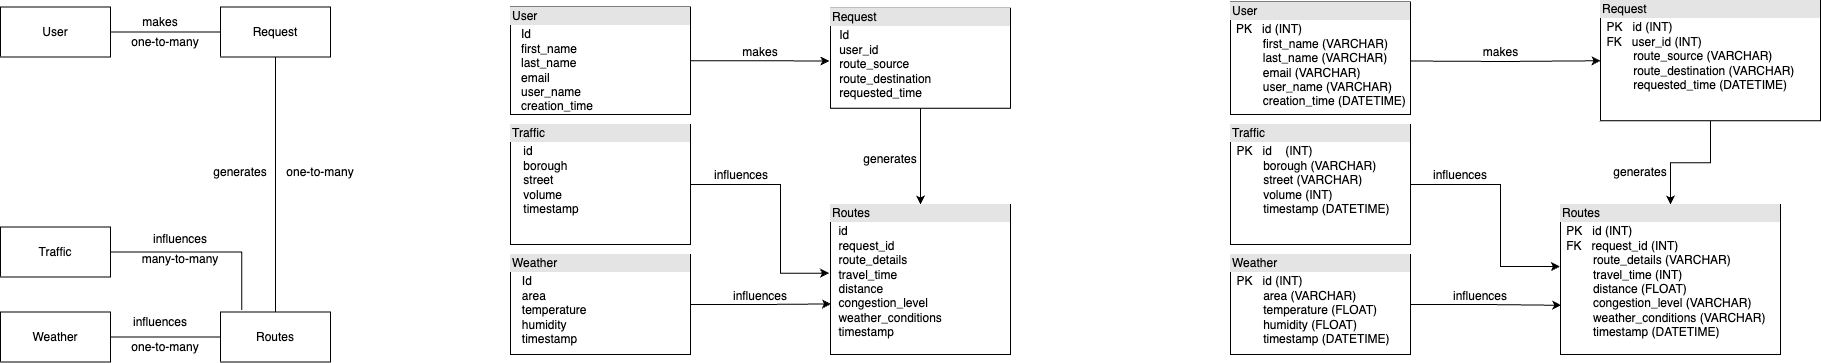 User
makes
one-to-many
Request
generates
one-to-many
Traffic
influences
many-to-many
Weather
influences
one-to-many
Routes
User
Id
first_name
last_name
email
user_name
creation_time
makes
Request
Id
user_id
route_source
route_destination
requested_time
Traffic
id
borough
street
volume
timestamp
influences
generates
Weather
Id
area
temperature
humidity
timestamp
influences
Routes
id
request_id
route_details
travel_time
distance
congestion_level
weather_conditions
timestamp
User
PK id (INT)
first_name (VARCHAR)
last_name (VARCHAR)
email (VARCHAR)
user_name (VARCHAR)
creation_time (DATETIME)
makes
Request
PK id (INT)
FK user_id (INT)
route_source (VARCHAR)
route_destination (VARCHAR)
requested_time (DATETIME)
Traffic
PK id (INT)
borough (VARCHAR)
street (VARCHAR)
volume (INT)
timestamp (DATETIME)
influences
generates
Weather
PK id (INT)
area (VARCHAR)
temperature (FLOAT)
humidity (FLOAT)
timestamp (DATETIME)
influences
Routes
PK id (INT)
FK request_id (INT)
route_details (VARCHAR)
travel_time (INT)
distance (FLOAT)
congestion_level (VARCHAR)
weather_conditions (VARCHAR)
timestamp (DATETIME)